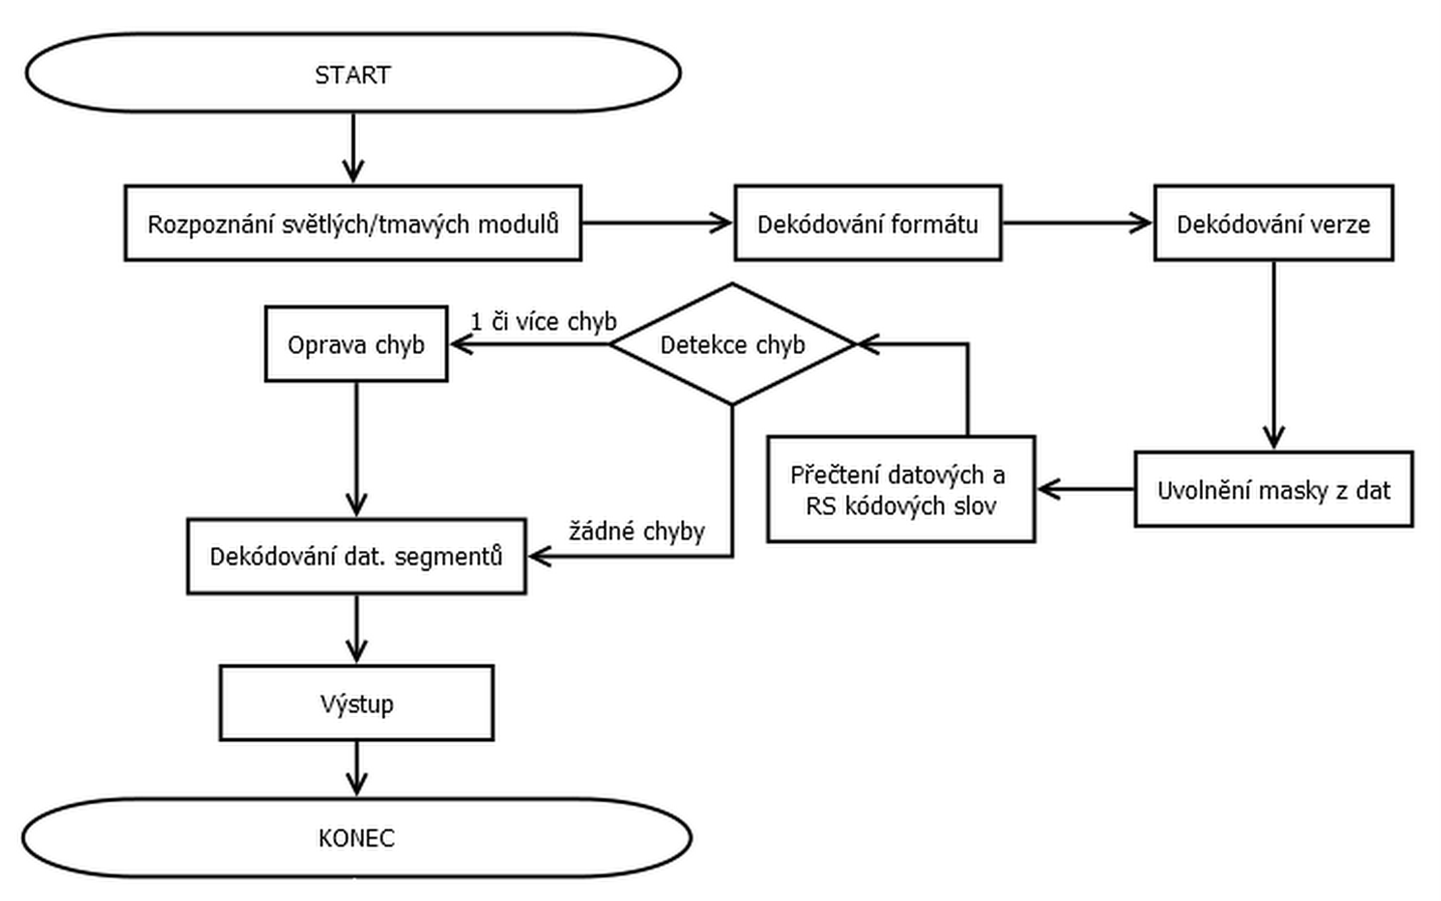 START
Rozpoznání světlých/tmavých modulů
Dekódování formátu
Dekódování verze
Oprava chyb
1 či více chyb
Detekce chyb
Přečtení datových a
RS kódových slov
Uvolnění masky z dat
žádné chyby
Dekódování dat. segmentů
Výstup
KONEC